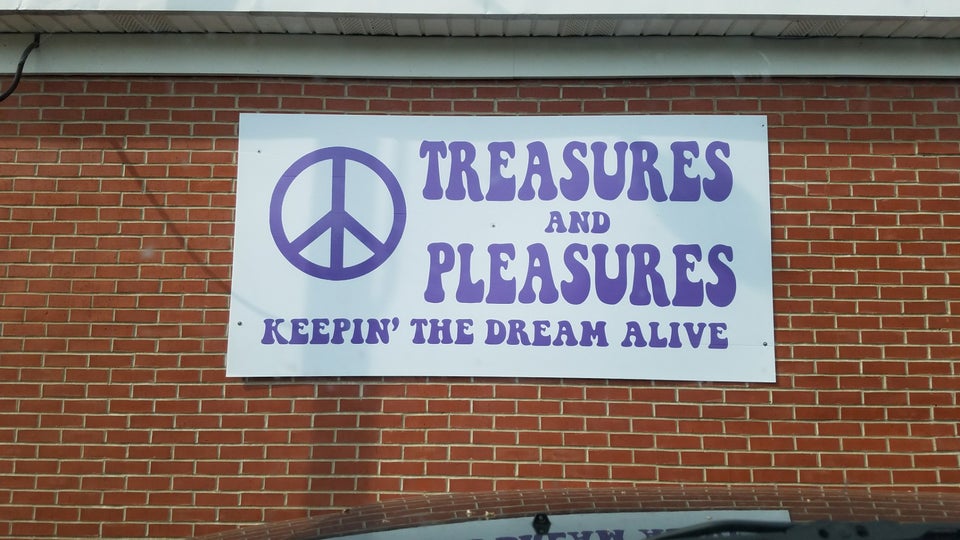 TREASURES
AND
PLEASURES
KEEPIN' THE DREAM ALIVE